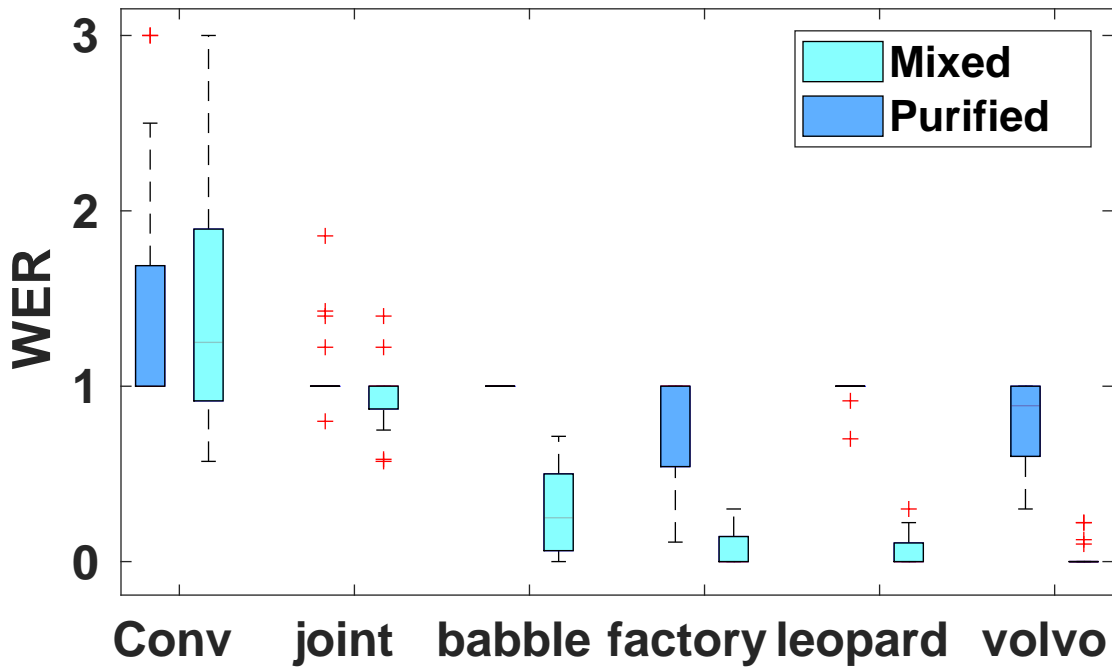 3
2
1
0
WER
Mixed
Purified
Conv joint babble factory leopard volvo